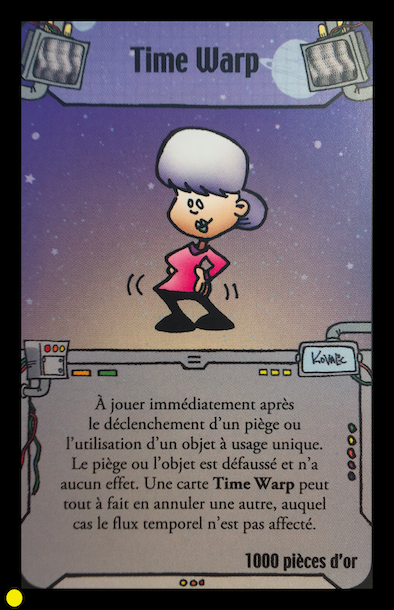 Time Warp
KOVALIC
À jouer immédiatement après
le déclenchement d'un piège ou
l'utilisation d'un objet à usage unique.
Le piège ou l'objet est défaussé et n'a
aucun effet. Une carte Time Warp peut
tout à fait en annuler une autre, auquel
cas le flux temporel n'est pas affecté.
1000 pièces d'or